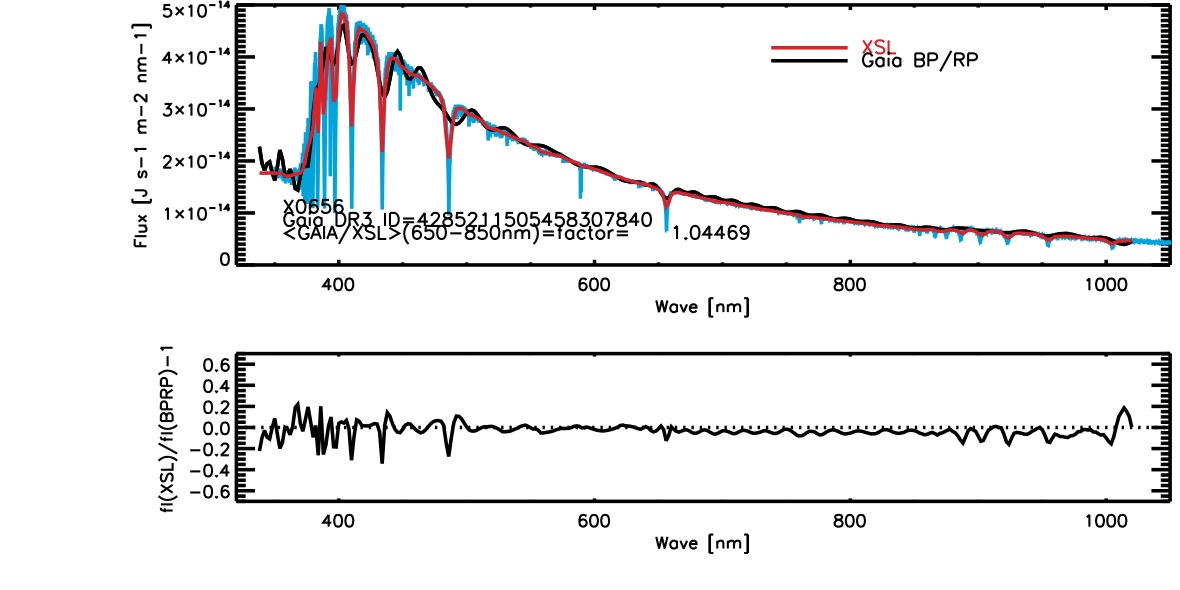 5×10−14
4×10−14
3×10−14
2×10−14
1×10−14
0
Flux [J s−1 m−2 nm−1]
XSL
Gaia BP/RP
X0656
Gaia DR3 ID=4285211505458307840
<GAIA/XSL>(650−850nm)=factor= 1.04469
400 600 800 1000
Wave [nm]
0.6
0.4
0.2
0.0
−0.2
−0.4
−0.6
fl(XSL)/fl(BPRP)−1
400 600 800 1000
Wave [nm]